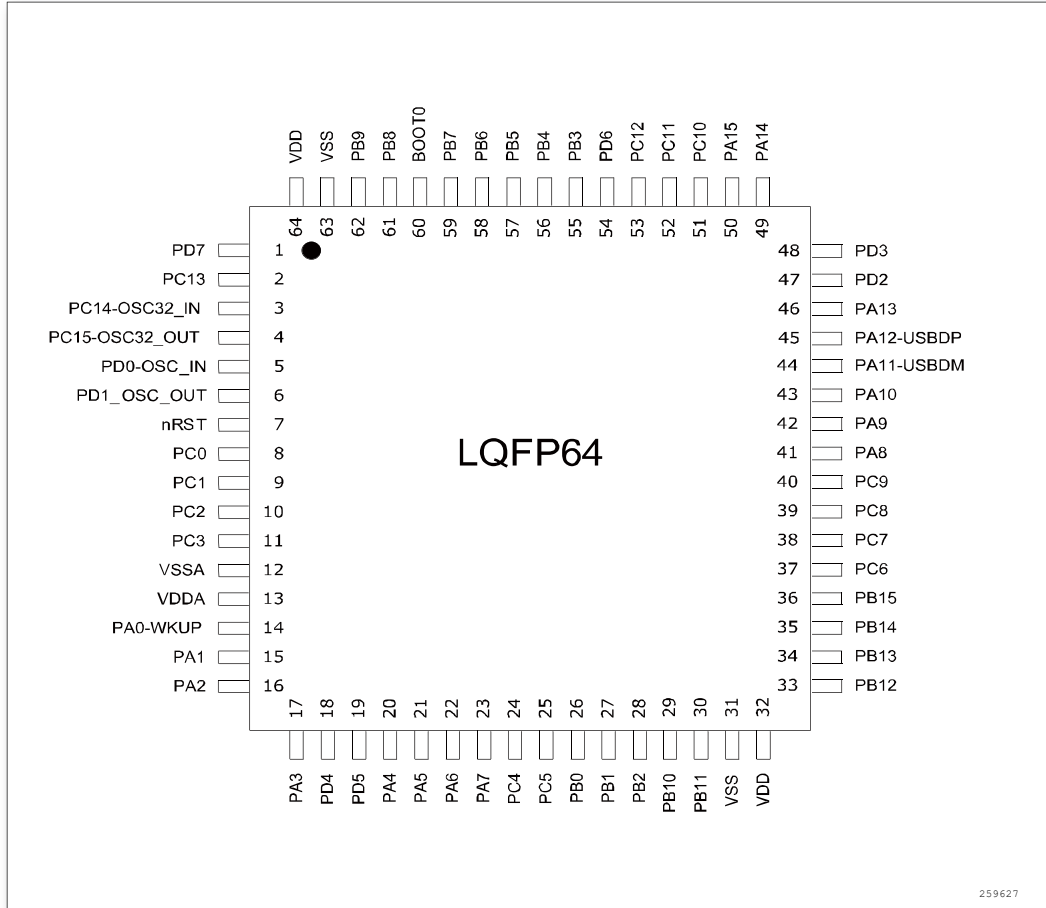 VDD
VSS
PB9
PB8
BOOT0
PB7
PB6
PB5
PB4
PB3
PD6
PC12
PC11
PC10
PA15
PA14
64
63
62
61
60
59
58
57
56
55
54
53
52
51
50
49
PD7 1
PC13 2
PC14-OSC32_IN 3
PC15-OSC32_OUT 4
PD0-OSC_IN 5
PD1_OSC_OUT 6
nRST 7
PC0 8
PC1 9
PC2 10
PC3 11
VSSA 12
VDDA 13
PA0-WKUP 14
PA1 15
PA2 16
LQFP64
48 PD3
47 PD2
46 PA13
45 PA12-USBDP
44 PA11-USBDM
43 PA10
42 PA9
41 PA8
40 PC9
39 PC8
38 PC7
37 PC6
36 PB15
35 PB14
34 PB13
33 PB12
17
18
19
20
21
22
23
24
25
26
27
28
29
30
31
32
PA3
PD4
PD5
PA4
PA5
PA6
PA7
PC4
PC5
PB0
PB1
PB2
PB10
PB11
VSS
VDD
259627